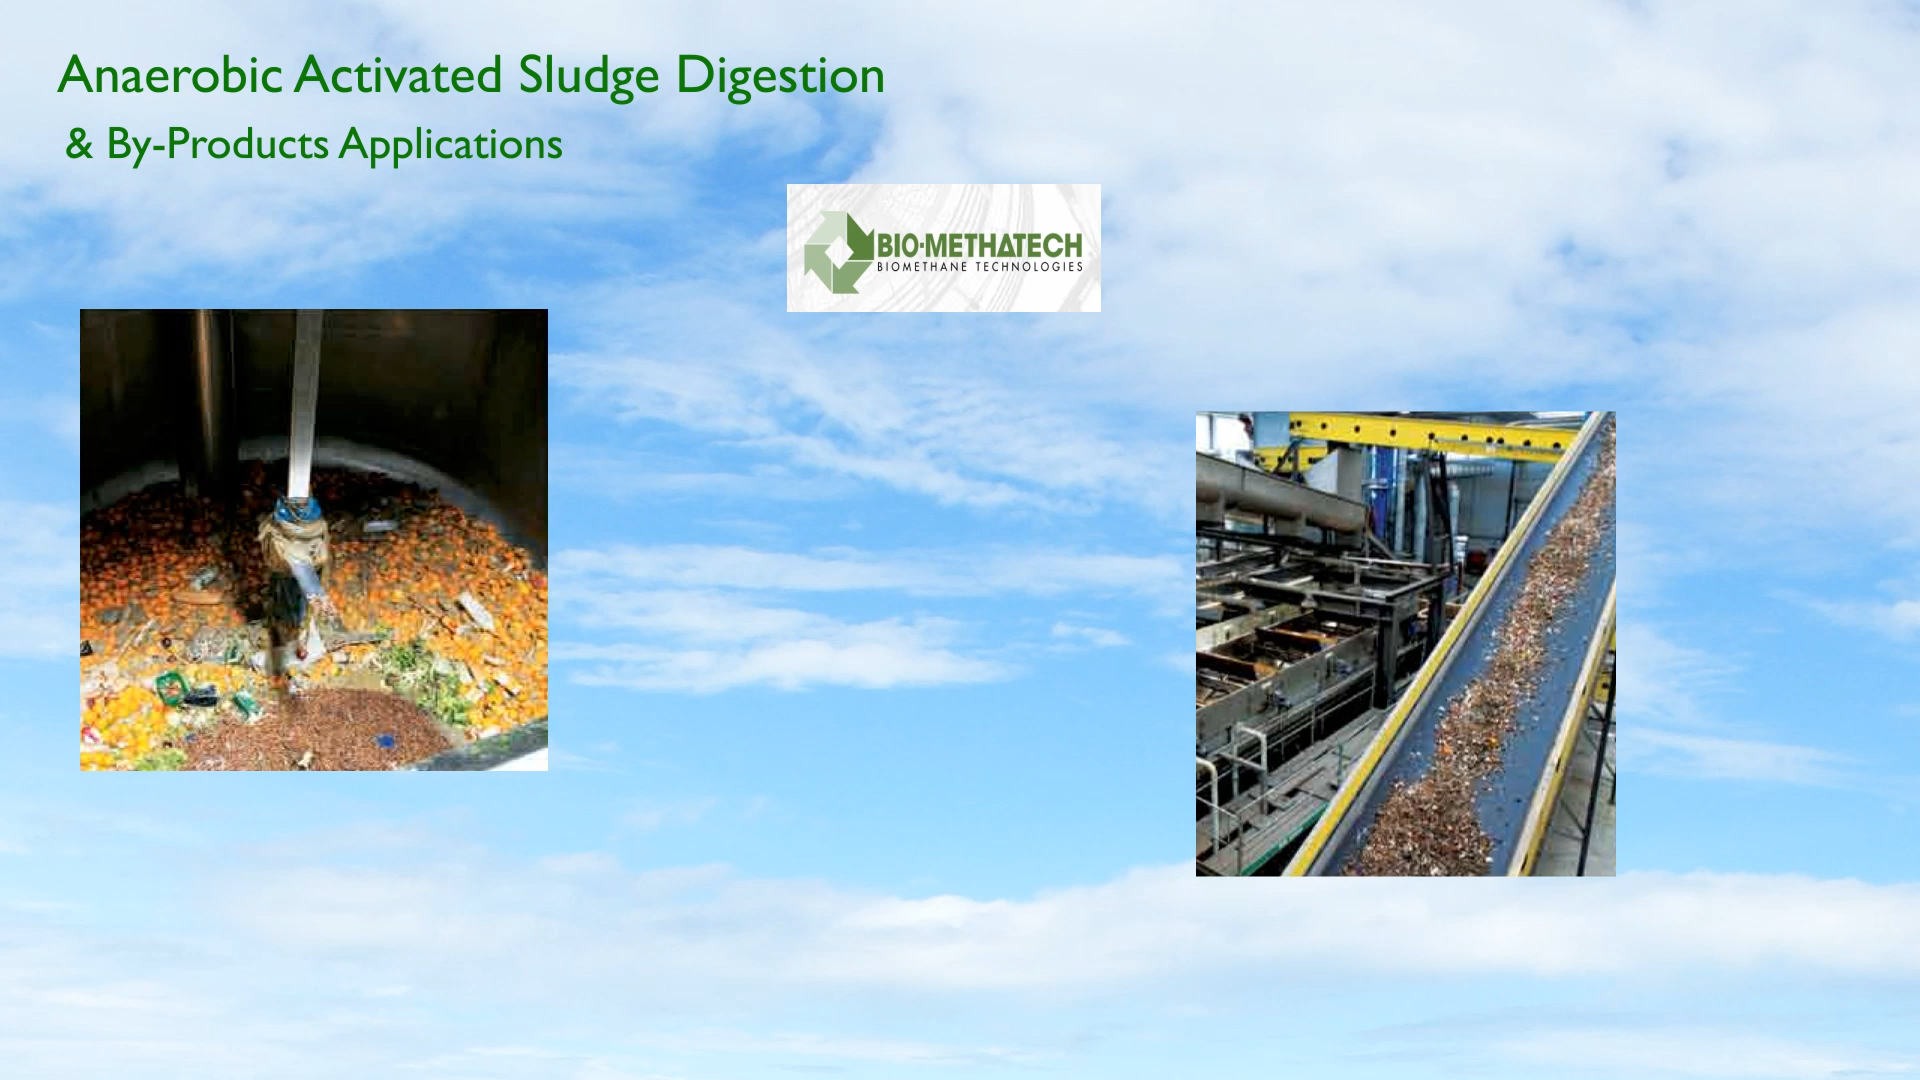 Anaerobic Activated Sludge Digestion
& By-Products Applications
BIO-METHATECH
BIOMETHANE TECHNOLOGIES